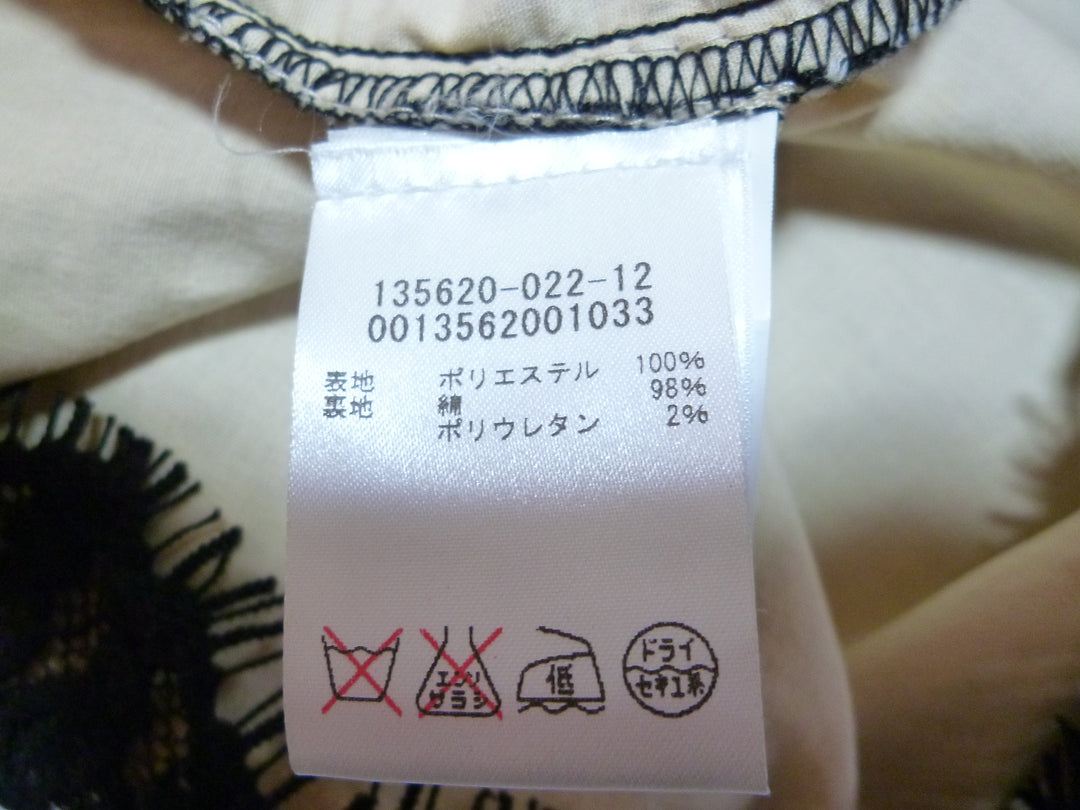 135620-022-12
0013562001033
表地 ポリエステル 100%
裏地 綿 98%
ポリウレタン 2%
エンソ
サラシ
低
ドライ
セキユ系